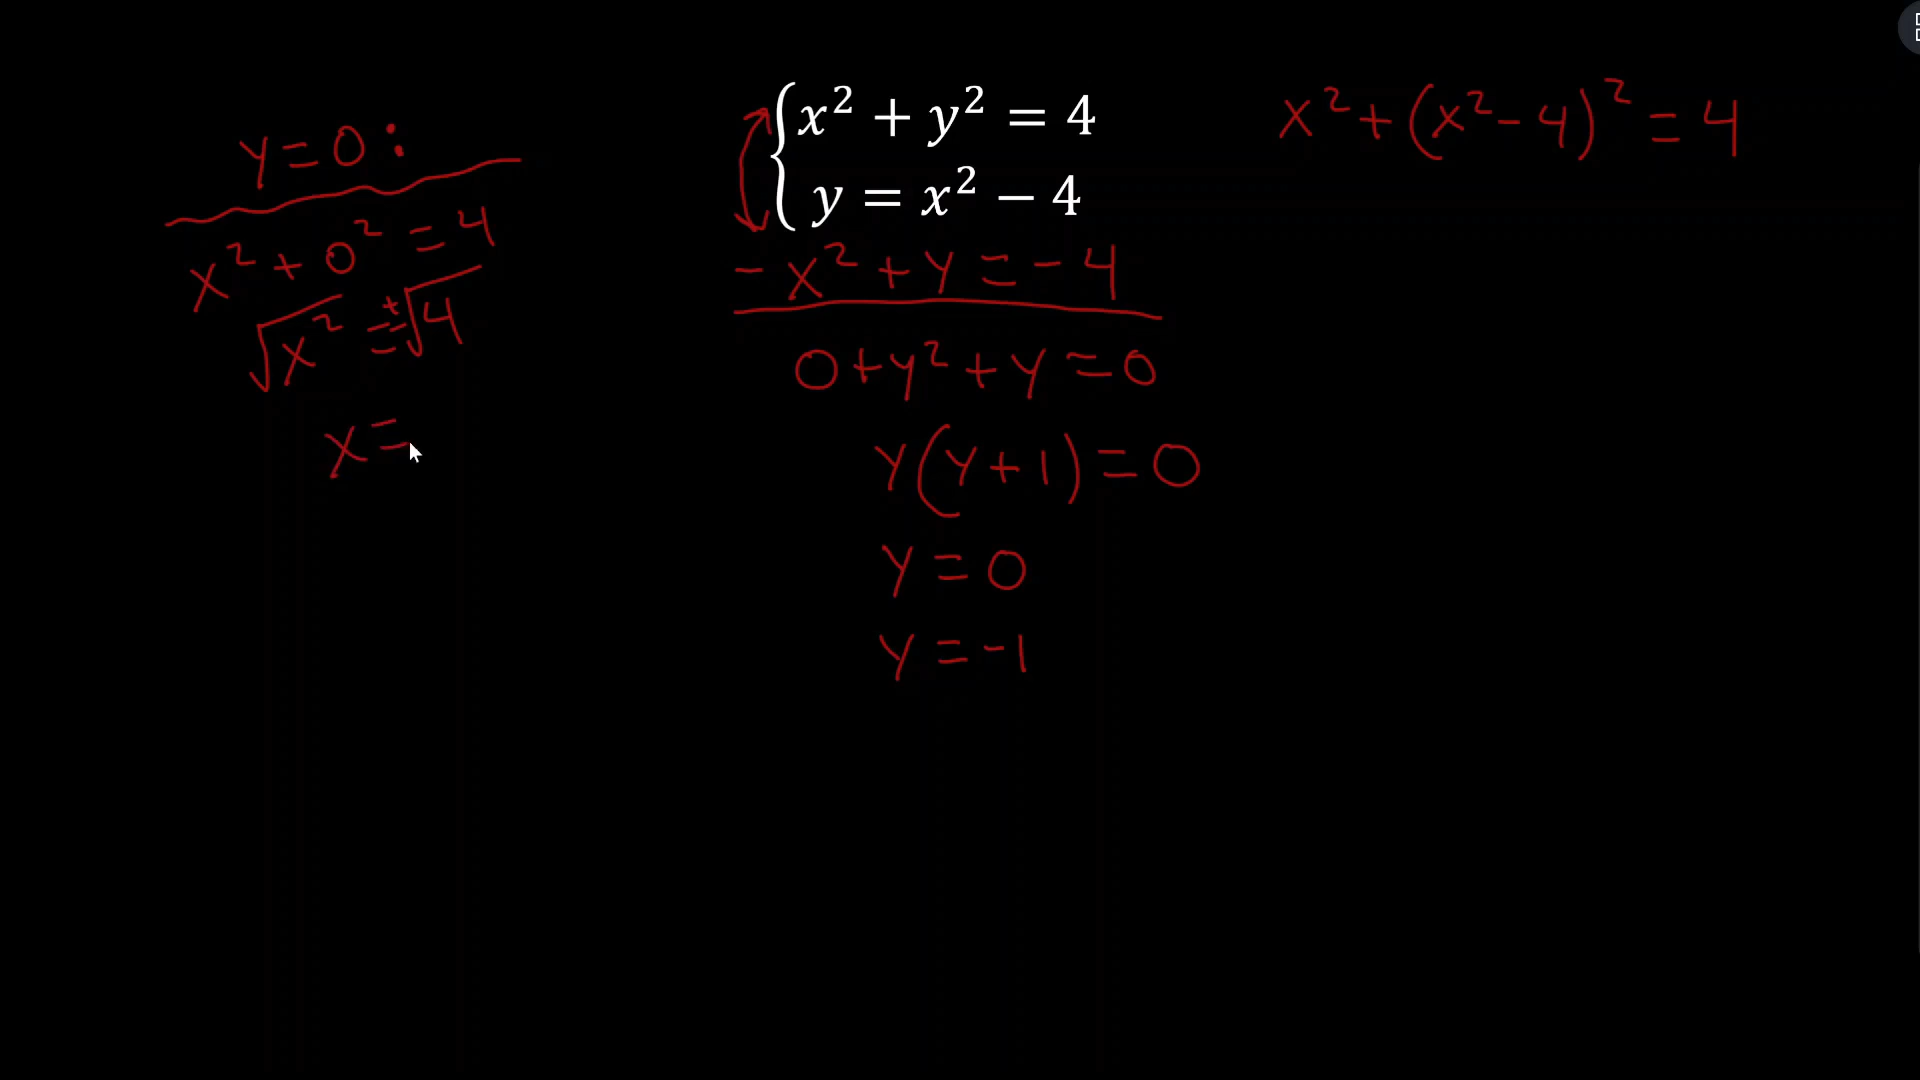 y = 0 :
x² + 0² = 4
√x² = ±√4
x =
{ x² + y² = 4
y = x² − 4
- x² + y = - 4
0 + y² + y = 0
y(y + 1) = 0
y = 0
y = -1
x² + (x² - 4)² = 4